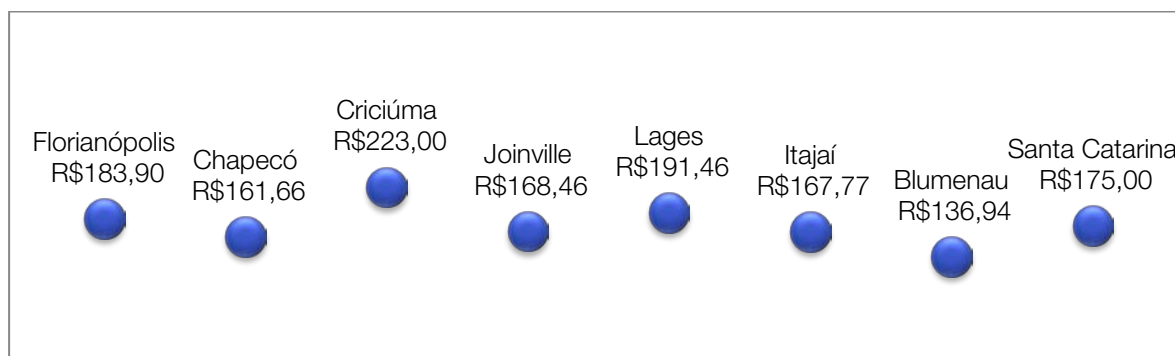 Florianópolis
R$183,90
Chapecó
R$161,66
Criciúma
R$223,00
Joinville
R$168,46
Lages
R$191,46
Itajaí
R$167,77
Blumenau
R$136,94
Santa Catarina
R$175,00